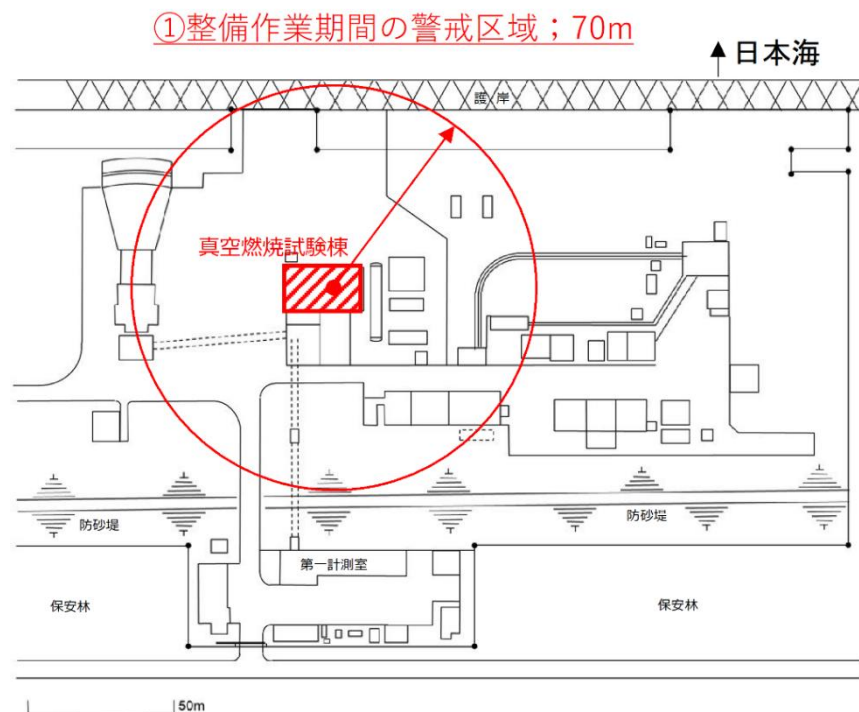 ①整備作業期間の警戒区域；70m
日本海
護岸
真空燃焼試験棟
防砂堤
防砂堤
第一計測室
保安林
保安林
50m